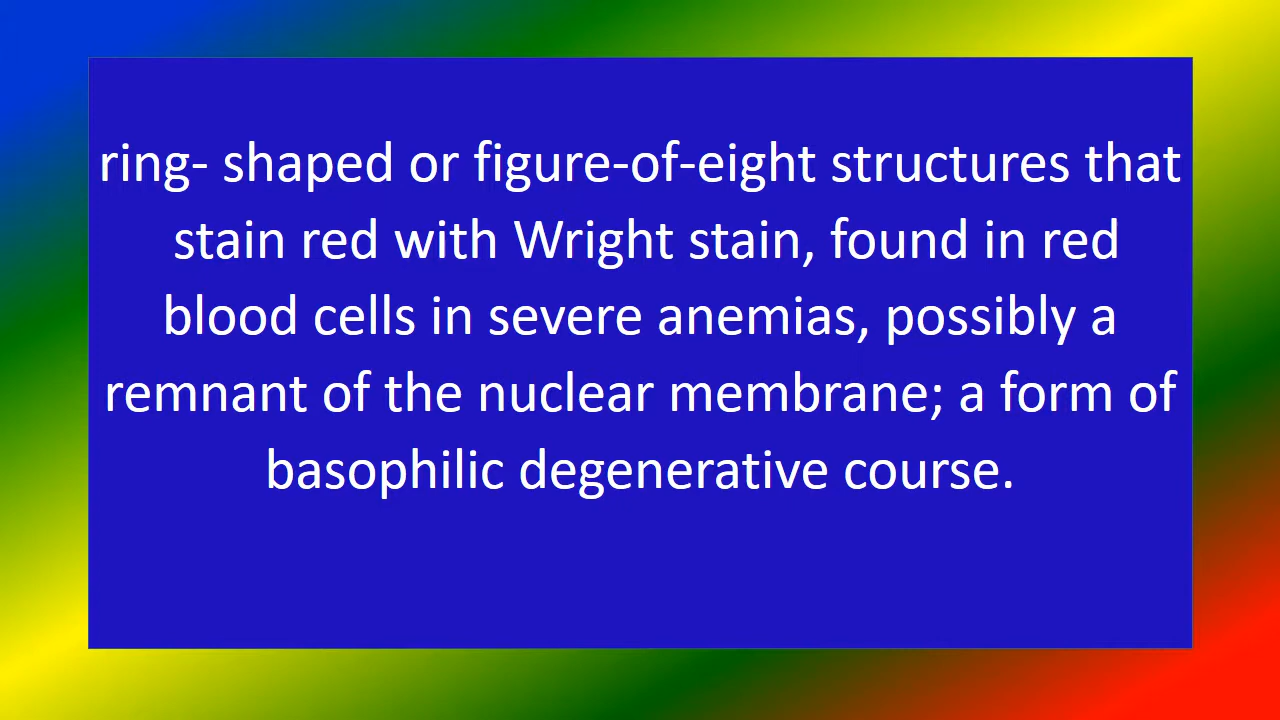 ring- shaped or figure-of-eight structures that
stain red with Wright stain, found in red
blood cells in severe anemias, possibly a
remnant of the nuclear membrane; a form of
basophilic degenerative course.